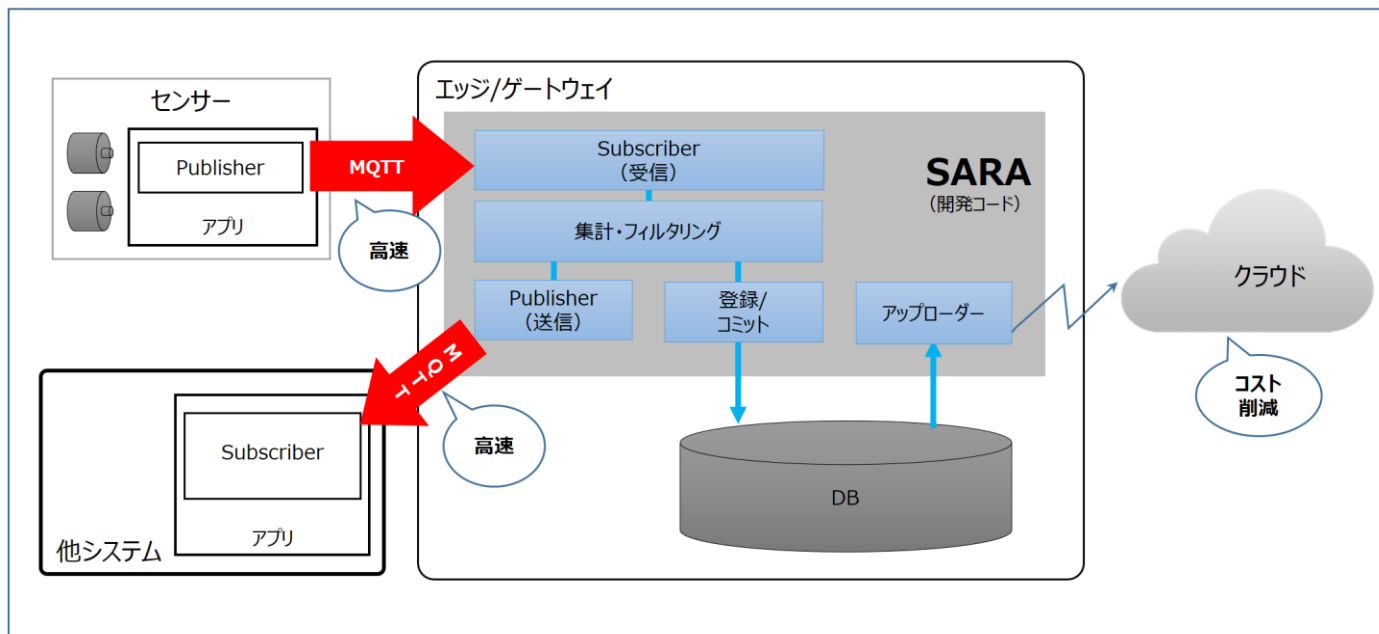 センサー
Publisher
アプリ
MQTT
高速
エッジ/ゲートウェイ
Subscriber
(受信)
SARA
(開発コード)
集計・フィルタリング
Publisher
(送信)
登録/
コミット
アップローダー
クラウド
コスト
削減
MQTT
高速
Subscriber
アプリ
他システム
DB